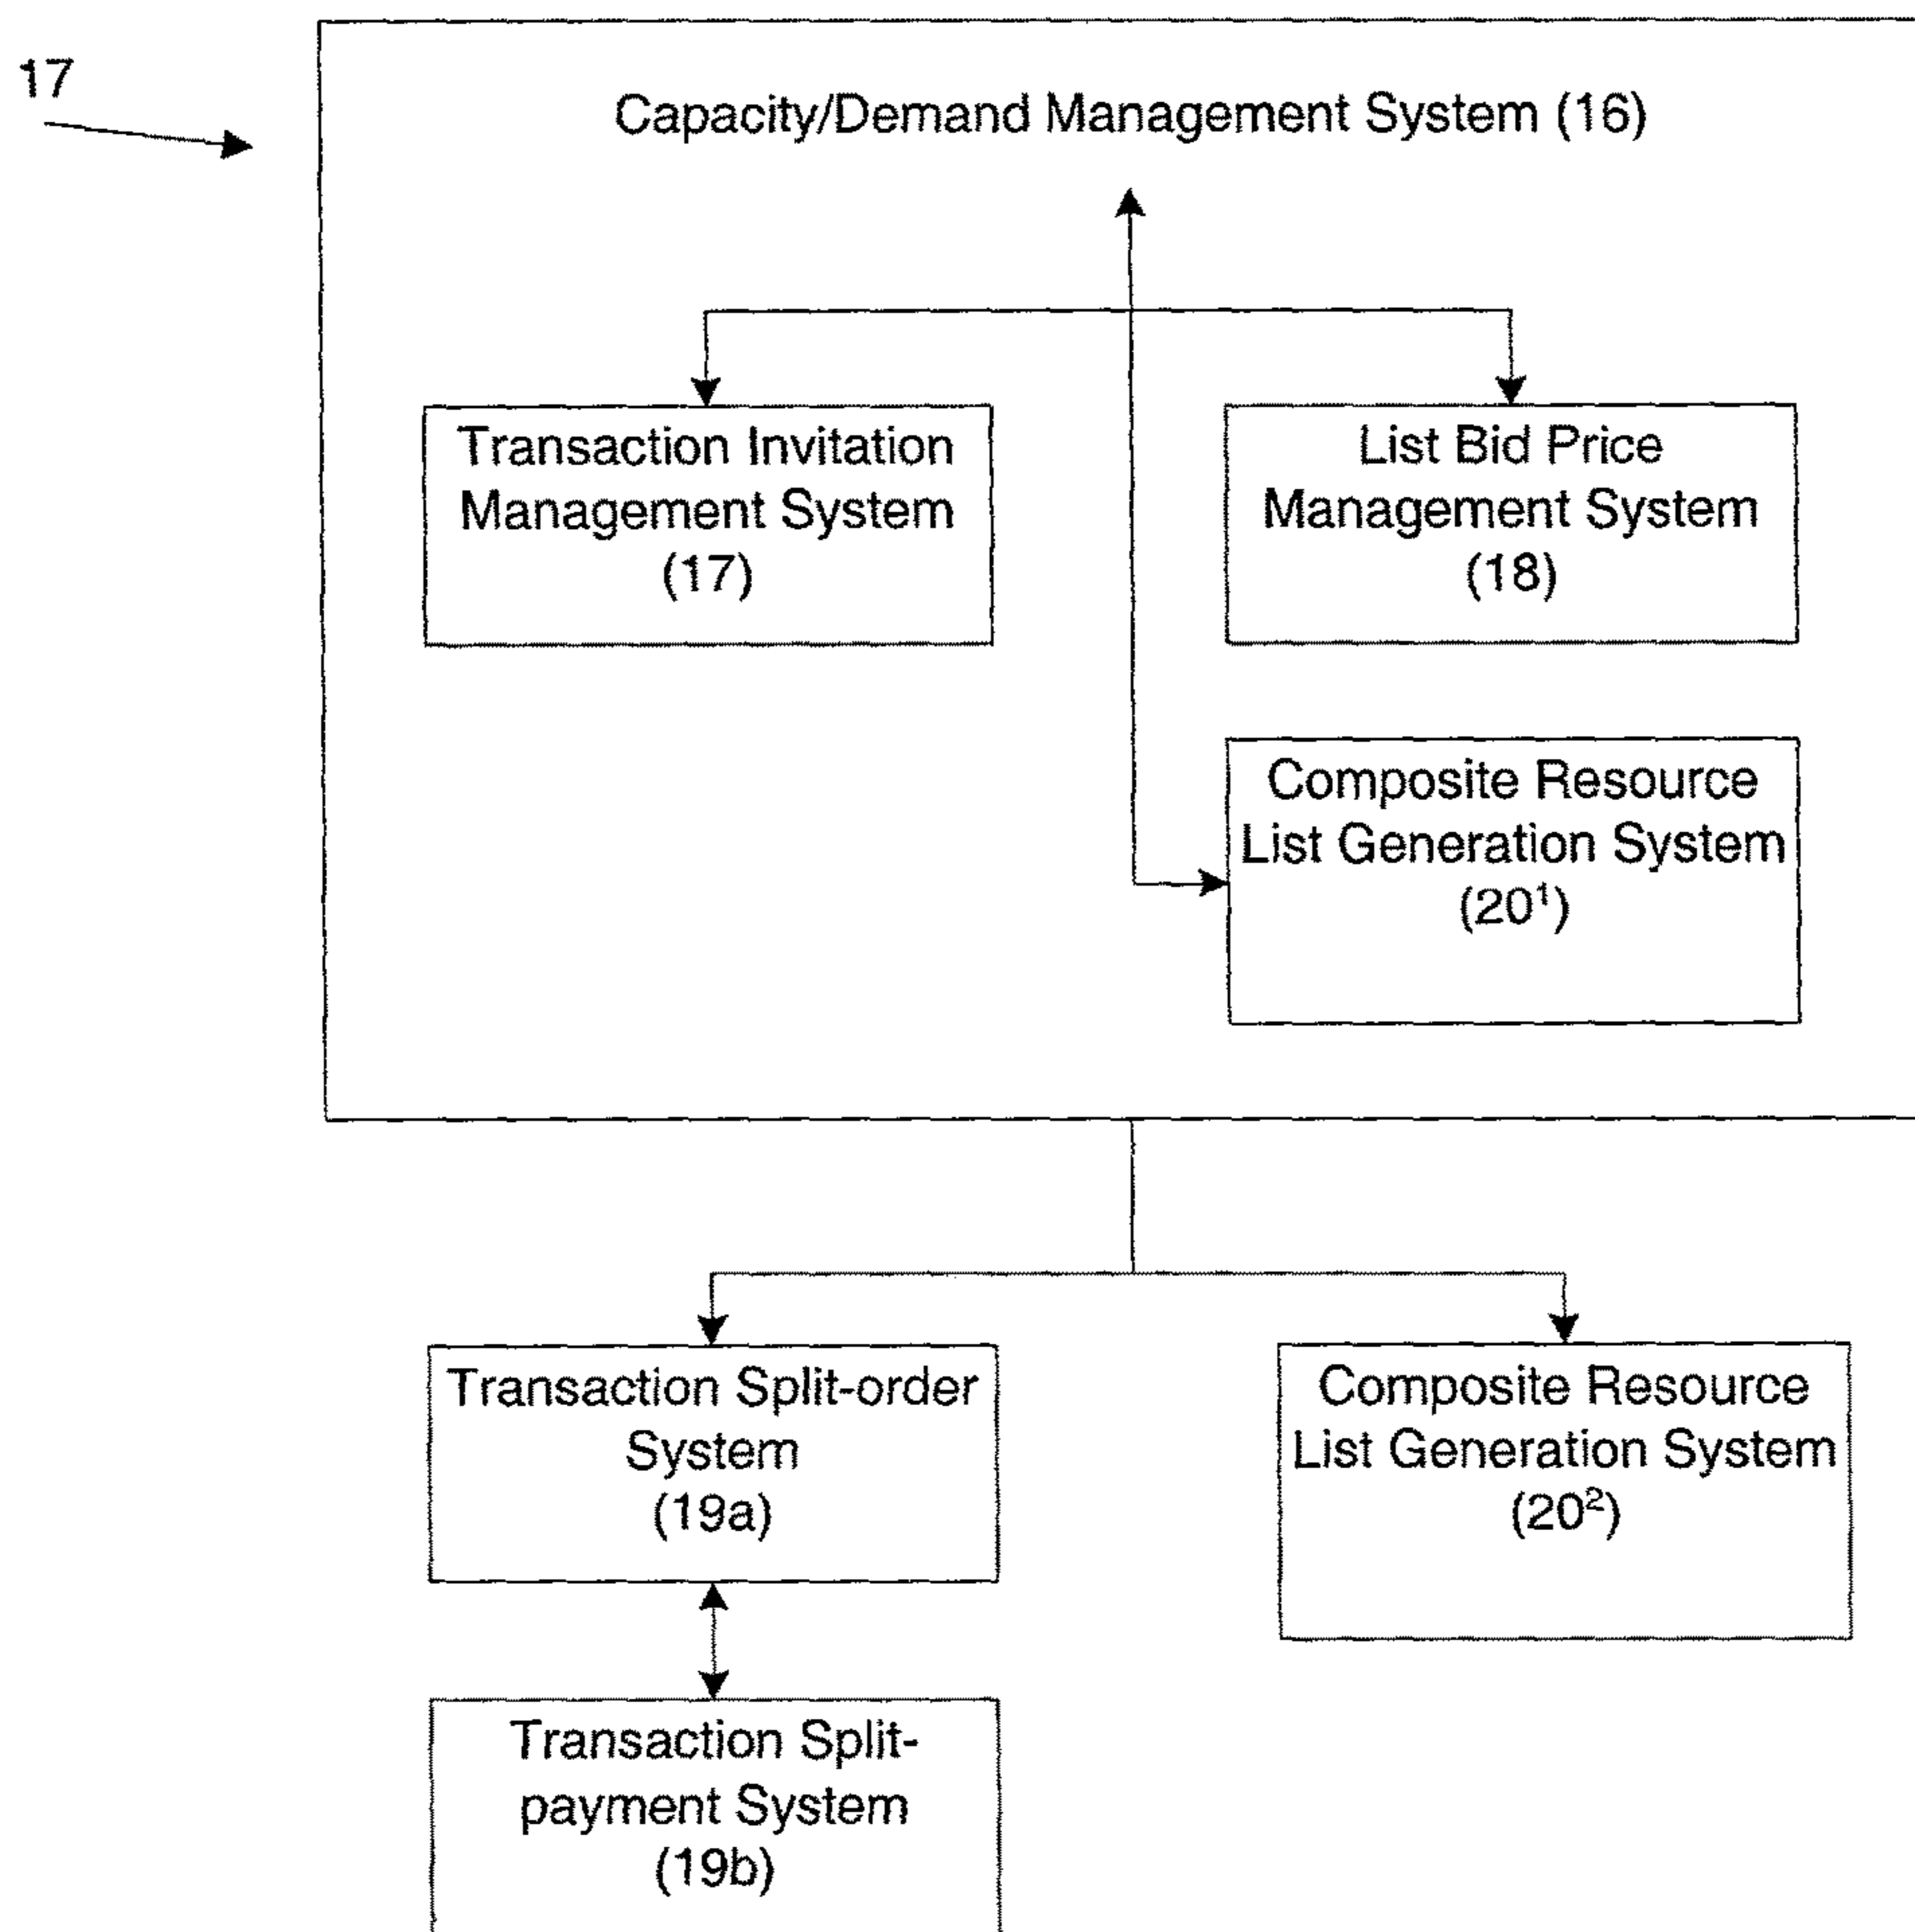 17
Capacity/Demand Management System (16)
Transaction Invitation
Management System
(17)
List Bid Price
Management System
(18)
Composite Resource
List Generation System
(20¹)
Transaction Split-order
System
(19a)
Composite Resource
List Generation System
(20²)
Transaction Split-
payment System
(19b)